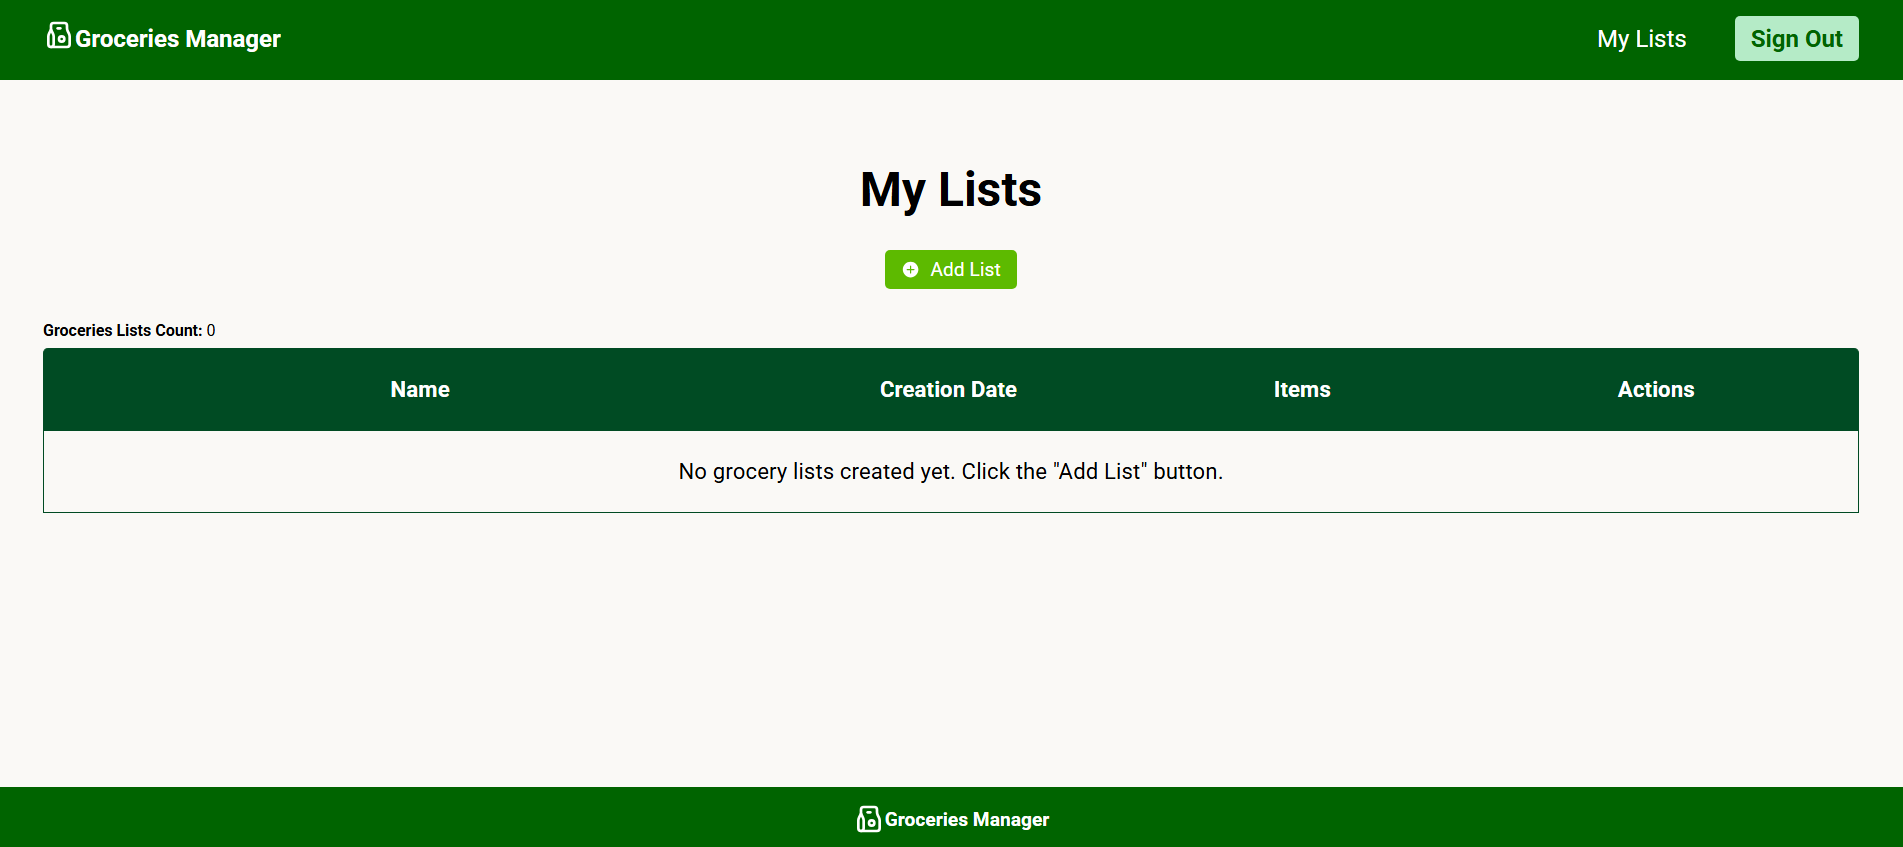 Groceries Manager
My Lists
Sign Out
My Lists
Add List
Groceries Lists Count: 0
Name Creation Date Items Actions
No grocery lists created yet. Click the "Add List" button.
Groceries Manager